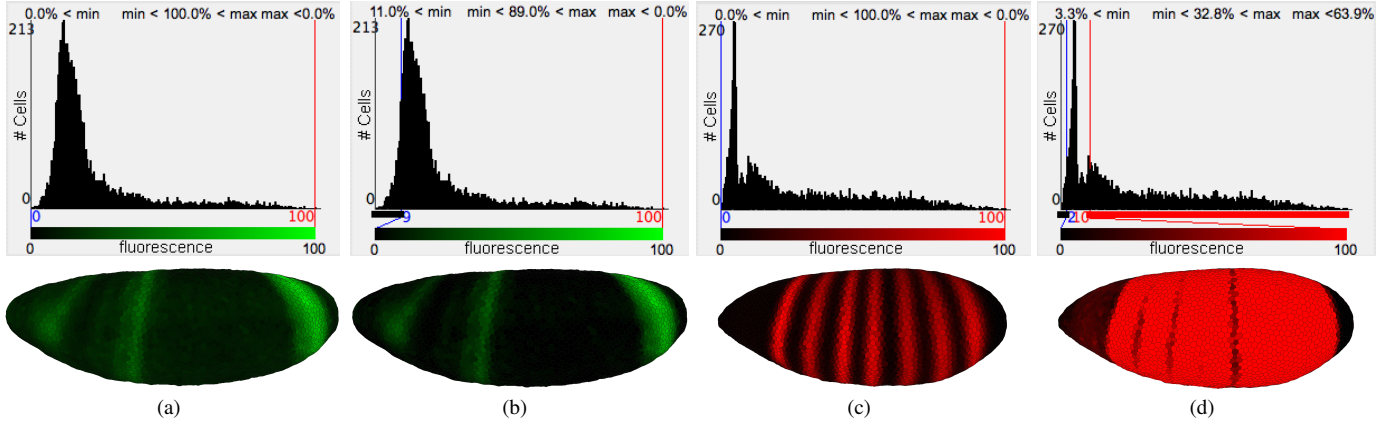 0.0% < min min < 100.0% < max max <0.0%
213
# Cells
0
0 100
0 fluorescence 100
(a)
11.0% < min min < 89.0% < max max < 0.0%
213
# Cells
0
9 100
0 fluorescence 100
(b)
0.0% < min min < 100.0% < max max < 0.0%
270
# Cells
0
0 100
0 fluorescence 100
(c)
3.3% < min min < 32.8% < max max <63.9%
270
# Cells
0
2 10
0 fluorescence 100
(d)